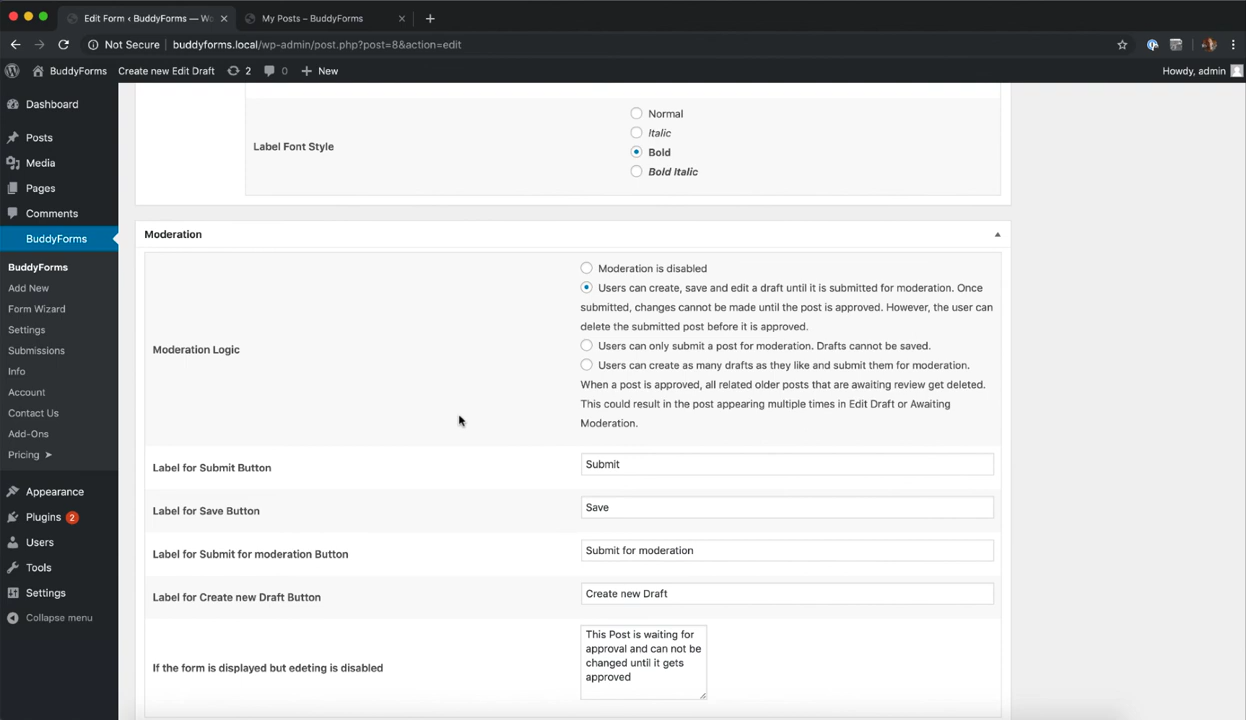 Edit Form ‹ BuddyForms — Wo
My Posts – BuddyForms
Not Secure
buddyforms.local/wp-admin/post.php?post=8&action=edit
BuddyForms
Create new Edit Draft
2
0
New
Howdy, admin
Dashboard
Posts
Media
Pages
Comments
BuddyForms
BuddyForms
Add New
Form Wizard
Settings
Submissions
Info
Account
Contact Us
Add-Ons
Pricing ➤
Appearance
Plugins 2
Users
Tools
Settings
Collapse menu
Label Font Style
Normal
Italic
Bold
Bold Italic
Moderation
Moderation Logic
Moderation is disabled
Users can create, save and edit a draft until it is submitted for moderation. Once
submitted, changes cannot be made until the post is approved. However, the user can
delete the submitted post before it is approved.
Users can only submit a post for moderation. Drafts cannot be saved.
Users can create as many drafts as they like and submit them for moderation.
When a post is approved, all related older posts that are awaiting review get deleted.
This could result in the post appearing multiple times in Edit Draft or Awaiting
Moderation.
Label for Submit Button
Submit
Label for Save Button
Save
Label for Submit for moderation Button
Submit for moderation
Label for Create new Draft Button
Create new Draft
If the form is displayed but edeting is disabled
This Post is waiting for
approval and can not be
changed until it gets
approved